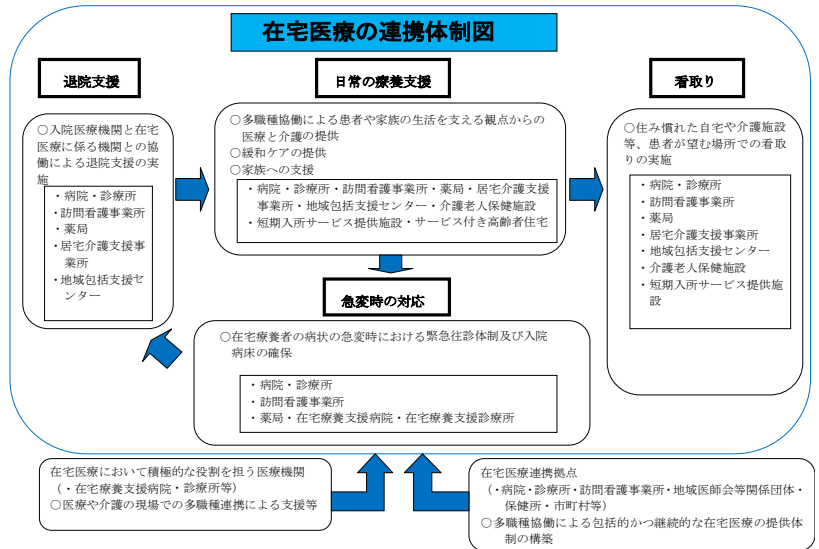 在宅医療の連携体制図
退院支援
○入院医療機関と在宅
医療に係る機関との協
働による退院支援の実
施
・病院・診療所
・訪問看護事業所
・薬局
・居宅介護支援事
業所
・地域包括支援セ
ンター
日常の療養支援
○多職種協働による患者や家族の生活を支える観点からの
医療と介護の提供
○緩和ケアの提供
○家族への支援
・病院・診療所・訪問看護事業所・薬局・居宅介護支援
事業所・地域包括支援センター・介護老人保健施設
・短期入所サービス提供施設・サービス付き高齢者住宅
看取り
○住み慣れた自宅や介護施設
等、患者が望む場所での看取
りの実施
・病院・診療所
・訪問看護事業所
・薬局
・居宅介護支援事業所
・地域包括支援センター
・介護老人保健施設
・短期入所サービス提供施
設
急変時の対応
○在宅療養者の病状の急変時における緊急往診体制及び入院
病床の確保
・病院・診療所
・訪問看護事業所
・薬局・在宅療養支援病院・在宅療養支援診療所
在宅医療において積極的な役割を担う医療機関
（・在宅療養支援病院・診療所等）
○医療や介護の現場での多職種連携による支援等
在宅医療連携拠点
（・病院・診療所・訪問看護事業所・地域医師会等関係団体・
保健所・市町村等）
○多職種協働による包括的かつ継続的な在宅医療の提供体
制の構築